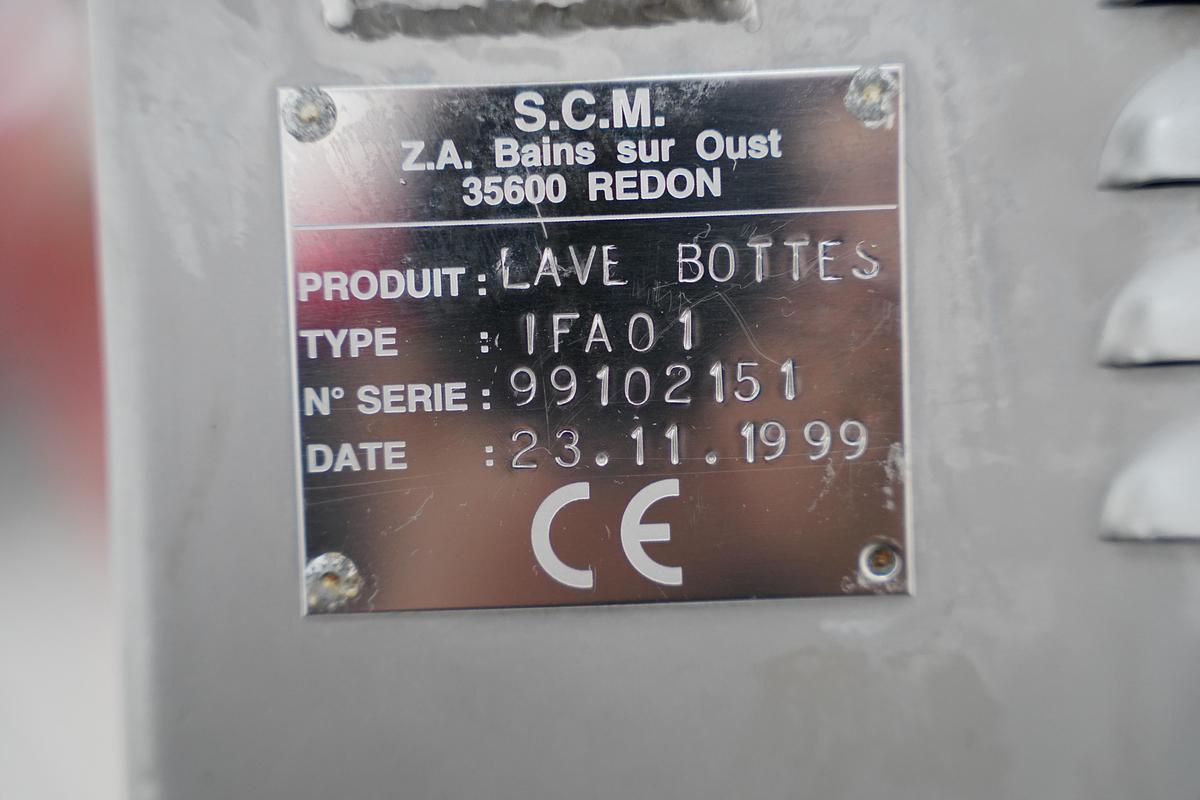 S.C.M.
Z.A. Bains sur Oust
35600 REDON
PRODUIT : LAVE BOTTES
TYPE : IFA01
N° SERIE : 99102151
DATE : 23.11.1999
CE